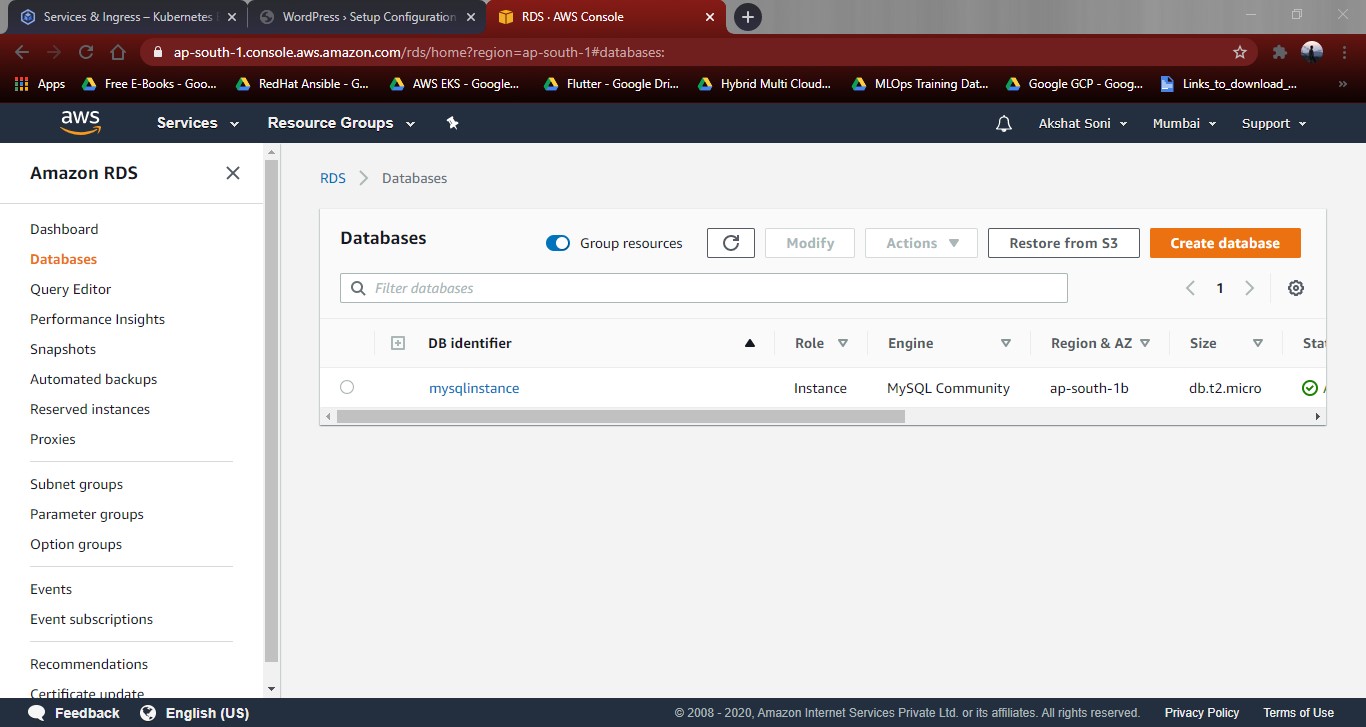 Services & Ingress – Kubernetes
WordPress › Setup Configuration
RDS · AWS Console
ap-south-1.console.aws.amazon.com/rds/home?region=ap-south-1#databases:
Apps
Free E-Books - Goo...
RedHat Ansible - G...
AWS EKS - Google...
Flutter - Google Dri...
Hybrid Multi Cloud...
MLOps Training Dat...
Google GCP - Goog...
Links_to_download_...
aws
Services
Resource Groups
Akshat Soni
Mumbai
Support
Amazon RDS
Dashboard
Databases
Query Editor
Performance Insights
Snapshots
Automated backups
Reserved instances
Proxies
Subnet groups
Parameter groups
Option groups
Events
Event subscriptions
Recommendations
Certificate update
RDS > Databases
Databases
Group resources
Modify
Actions
Restore from S3
Create database
Filter databases
1
DB identifier Role Engine Region & AZ Size
mysqlinstance Instance MySQL Community ap-south-1b db.t2.micro
Feedback
English (US)
© 2008 - 2020, Amazon Internet Services Private Ltd. or its affiliates. All rights reserved.
Privacy Policy
Terms of Use